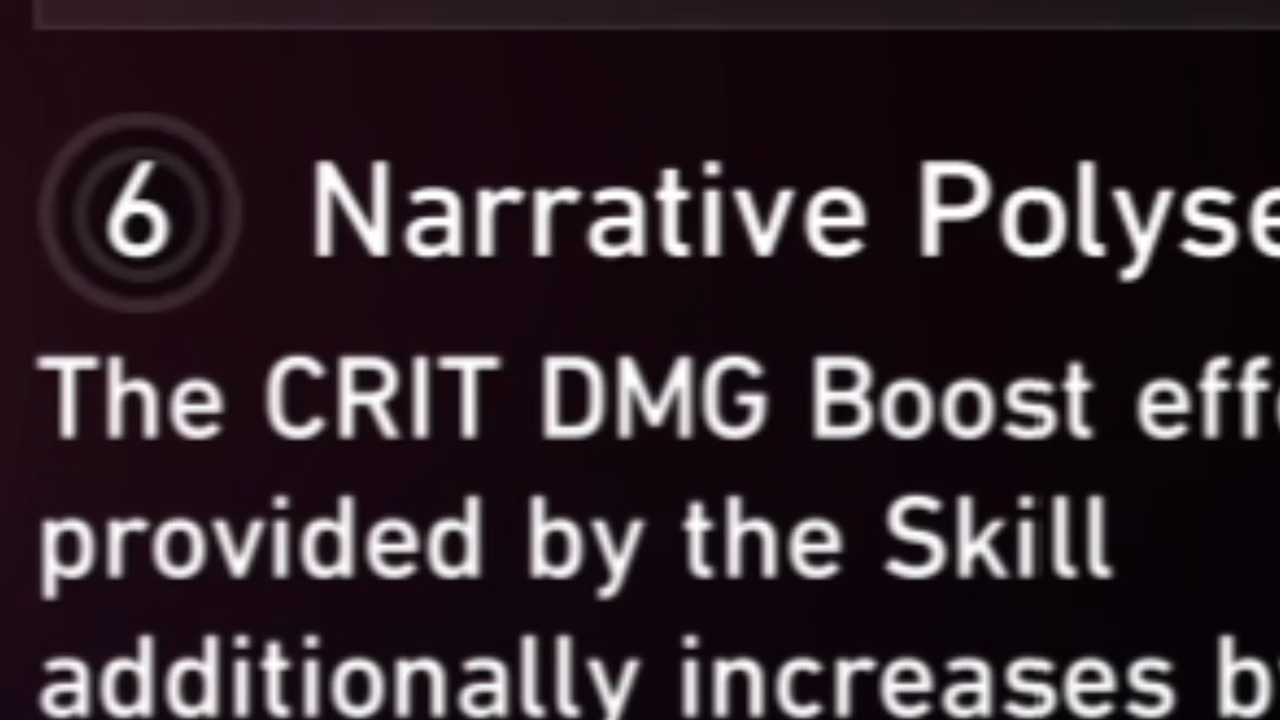 6 Narrative Polyse
The CRIT DMG Boost eff
provided by the Skill
additionally increases b